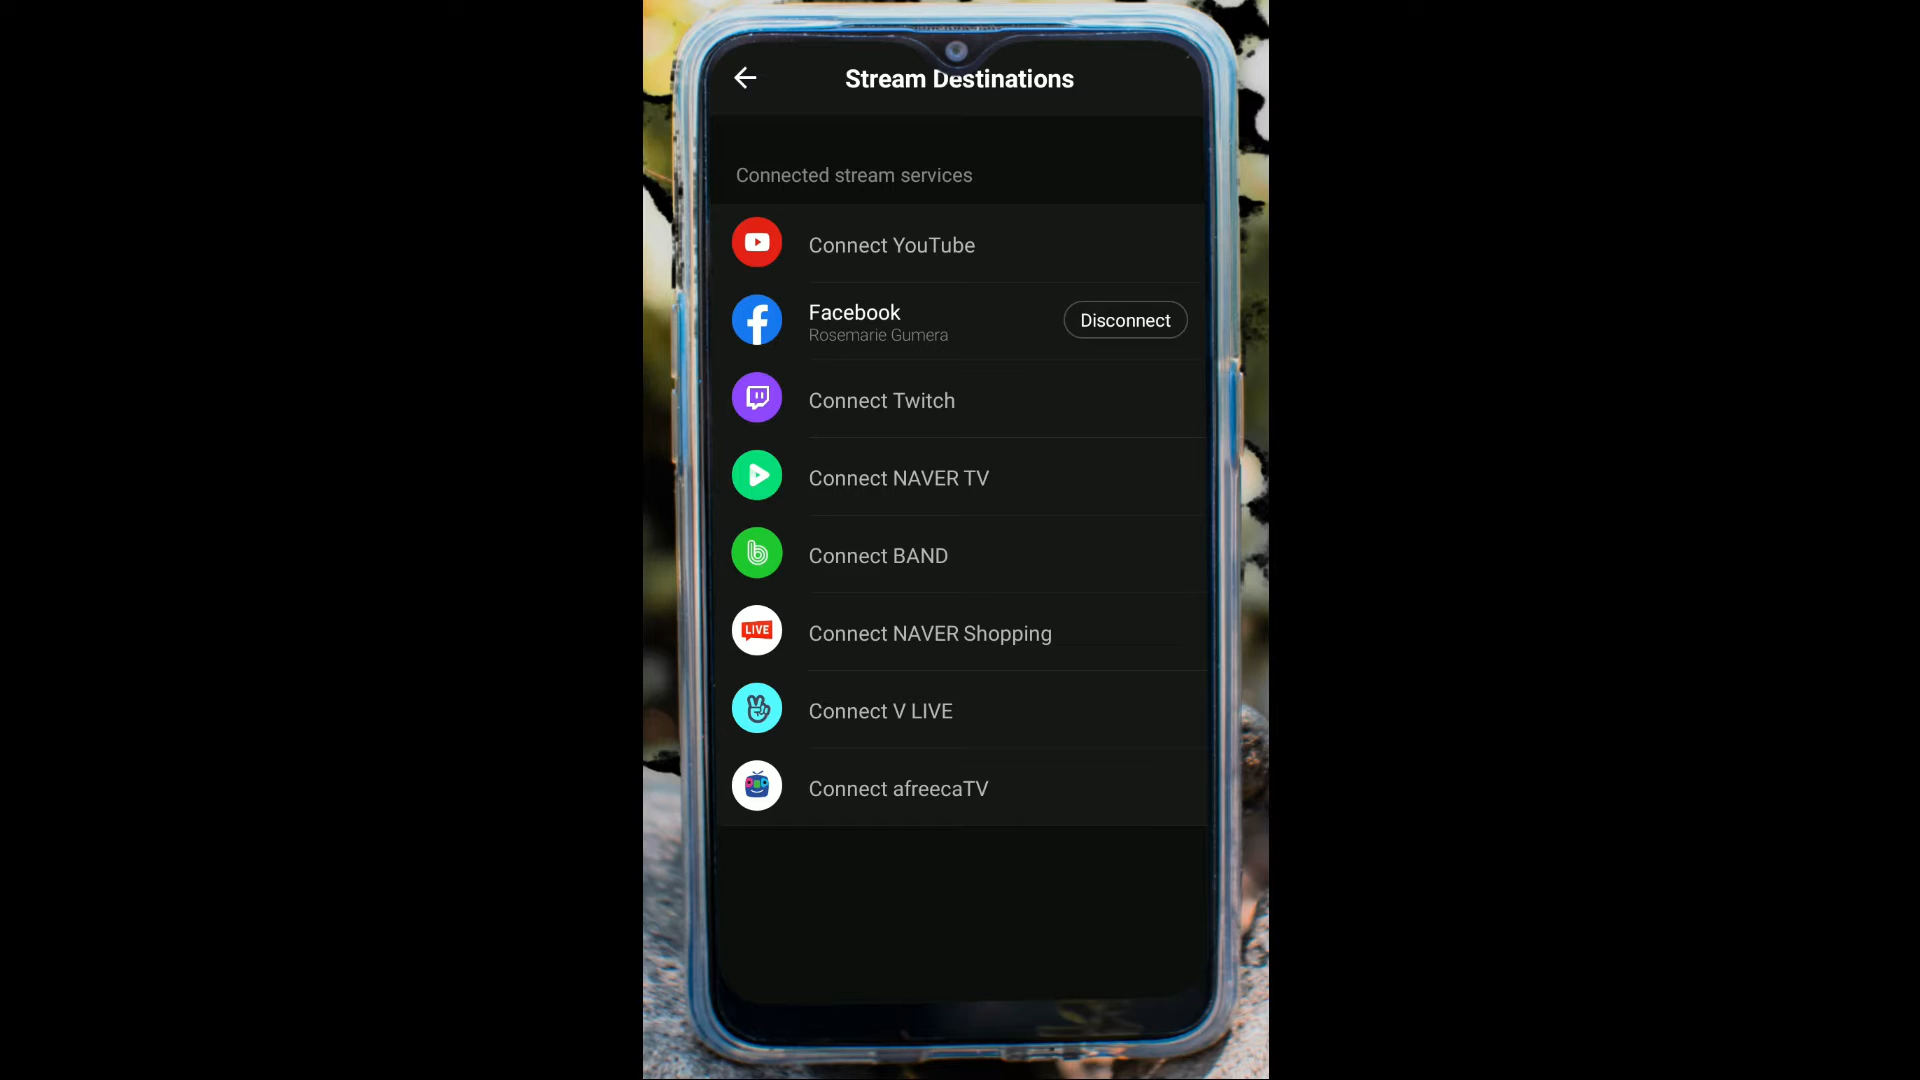 Stream Destinations
Connected stream services
Connect YouTube
Facebook
Rosemarie Gumera
Disconnect
Connect Twitch
Connect NAVER TV
Connect BAND
LIVE
Connect NAVER Shopping
Connect V LIVE
Connect afreecaTV